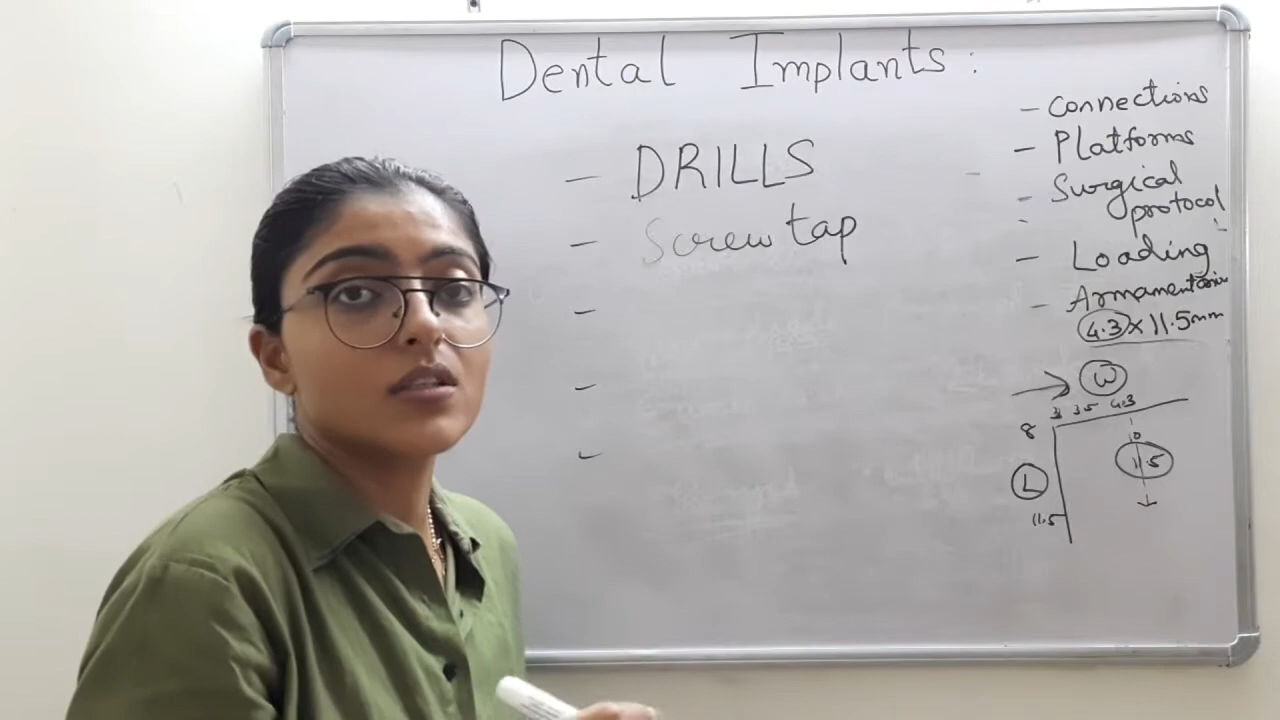 Dental Implants:
- DRILLS
- Screw tap
-
-
-
- Connections
- Platforms
- Surgical
protocol
- Loading
- Armamentarium
4.3 × 11.5mm
→ W
3 3.5 4.3
8
11.5
L
11.5